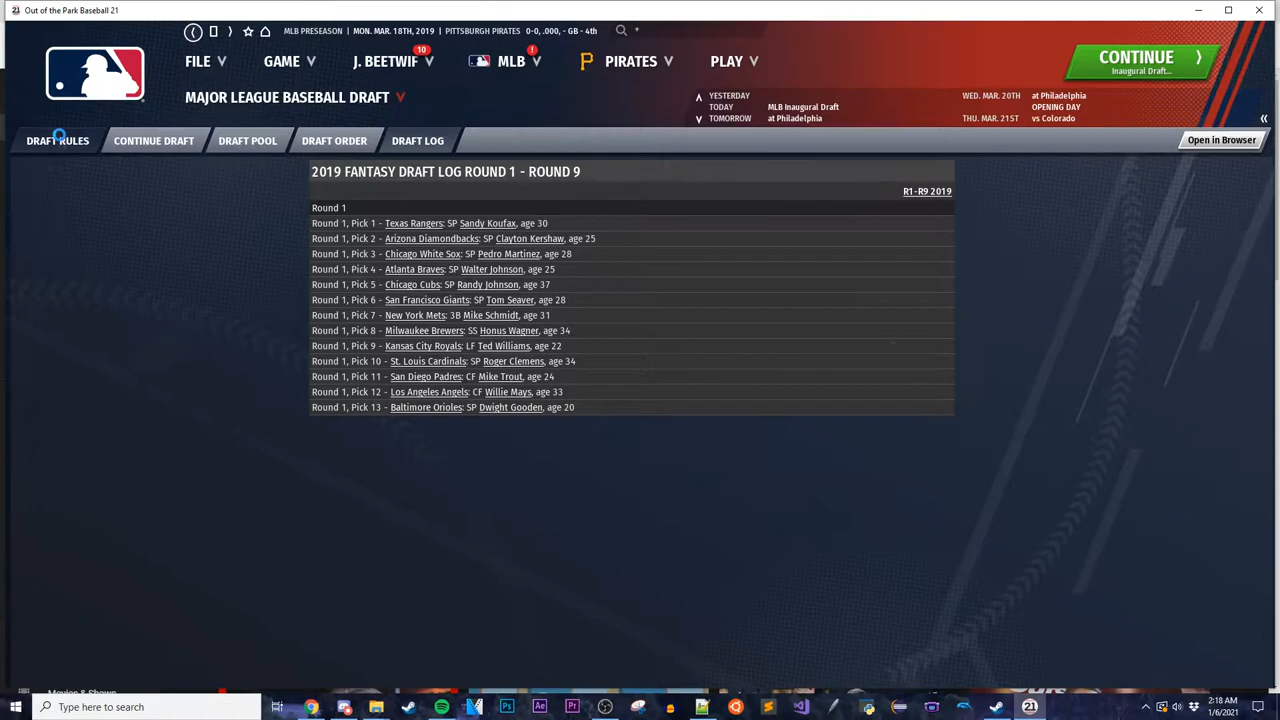 Out of the Park Baseball 21
MLB PRESEASON | MON. MAR. 18TH, 2019 | PITTSBURGH PIRATES 0-0, .000, - GB - 4th
FILE GAME J. BEETWIF 10 MLB ! PIRATES PLAY
CONTINUE
Inaugural Draft...
MAJOR LEAGUE BASEBALL DRAFT
YESTERDAY WED. MAR. 20TH at Philadelphia
TODAY MLB Inaugural Draft OPENING DAY
TOMORROW at Philadelphia THU. MAR. 21ST vs Colorado
DRAFT RULES CONTINUE DRAFT DRAFT POOL DRAFT ORDER DRAFT LOG Open in Browser
2019 FANTASY DRAFT LOG ROUND 1 - ROUND 9
R1-R9 2019
Round 1
Round 1, Pick 1 - Texas Rangers: SP Sandy Koufax, age 30
Round 1, Pick 2 - Arizona Diamondbacks: SP Clayton Kershaw, age 25
Round 1, Pick 3 - Chicago White Sox: SP Pedro Martinez, age 28
Round 1, Pick 4 - Atlanta Braves: SP Walter Johnson, age 25
Round 1, Pick 5 - Chicago Cubs: SP Randy Johnson, age 37
Round 1, Pick 6 - San Francisco Giants: SP Tom Seaver, age 28
Round 1, Pick 7 - New York Mets: 3B Mike Schmidt, age 31
Round 1, Pick 8 - Milwaukee Brewers: SS Honus Wagner, age 34
Round 1, Pick 9 - Kansas City Royals: LF Ted Williams, age 22
Round 1, Pick 10 - St. Louis Cardinals: SP Roger Clemens, age 34
Round 1, Pick 11 - San Diego Padres: CF Mike Trout, age 24
Round 1, Pick 12 - Los Angeles Angels: CF Willie Mays, age 33
Round 1, Pick 13 - Baltimore Orioles: SP Dwight Gooden, age 20
Movies & Shows
Type here to search
2:18 AM
1/6/2021